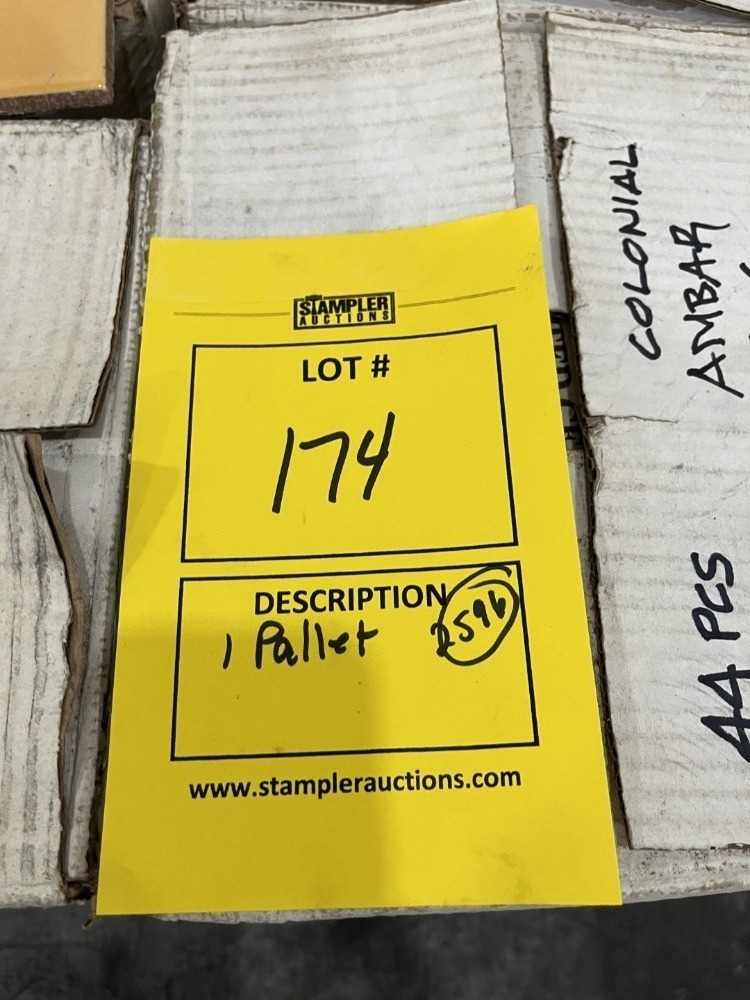 STAMPLER
AUCTIONS
LOT #
174
DESCRIPTION
1 Pallet 2596
www.stamplerauctions.com
COLONIAL
AMBAR
44 PCS